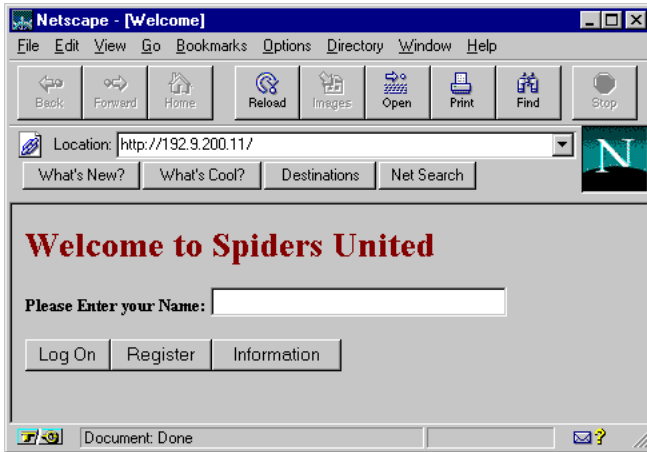 Netscape - [Welcome]
File Edit View Go Bookmarks Options Directory Window Help
Back Forward Home Reload Images Open Print Find Stop
Location: http://192.9.200.11/
N
What's New? What's Cool? Destinations Net Search
Welcome to Spiders United
Please Enter your Name:
Log On Register Information
Document: Done